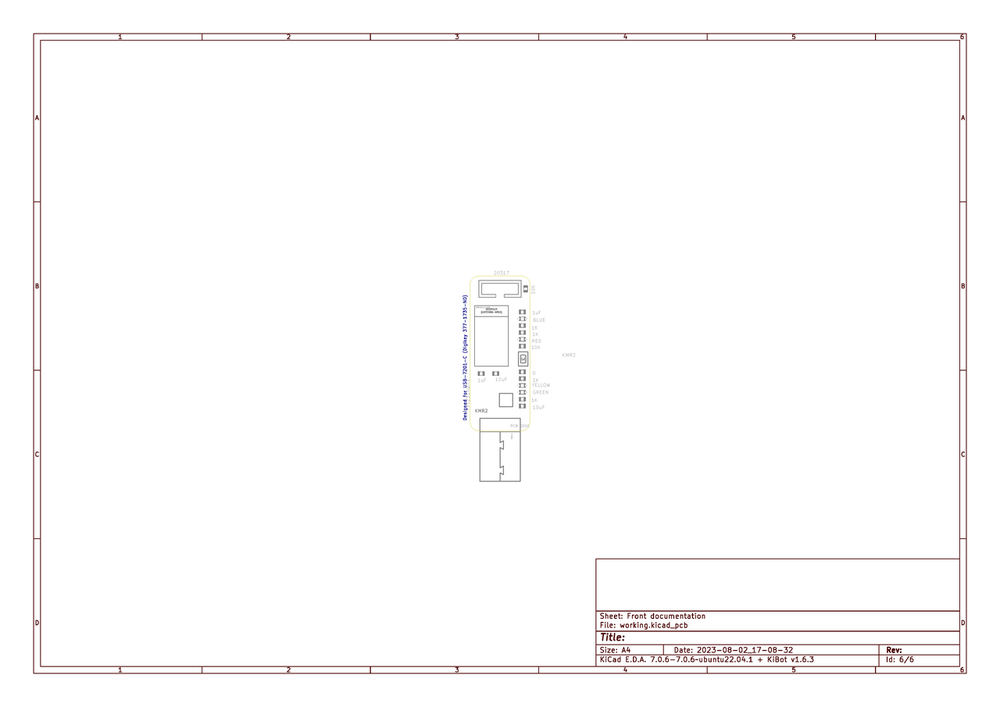 1 2 3 4 5 6
A A
20517
10K
1uF
BLUE
1K
1K
RED
10K
KMR2
B B
Designed for USB-7201-C (Digikey 377-1735-ND)
0
1K
1uF 10uF
YELLOW
GREEN
1K
10uF
KMR2
C C
Sheet: Front documentation
File: working.kicad_pcb
D D
Title:
Size: A4 Date: 2023-08-02_17-08-32 Rev:
KiCad E.D.A. 7.0.6-7.0.6~ubuntu22.04.1 + KiBot v1.6.3 Id: 6/6
1 2 3 4 5 6